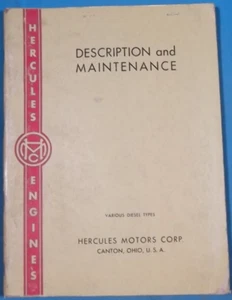 HERCULES
HMC
ENGINES
DESCRIPTION and
MAINTENANCE
VARIOUS DIESEL TYPES
HERCULES MOTORS CORP.
CANTON, OHIO, U. S. A.